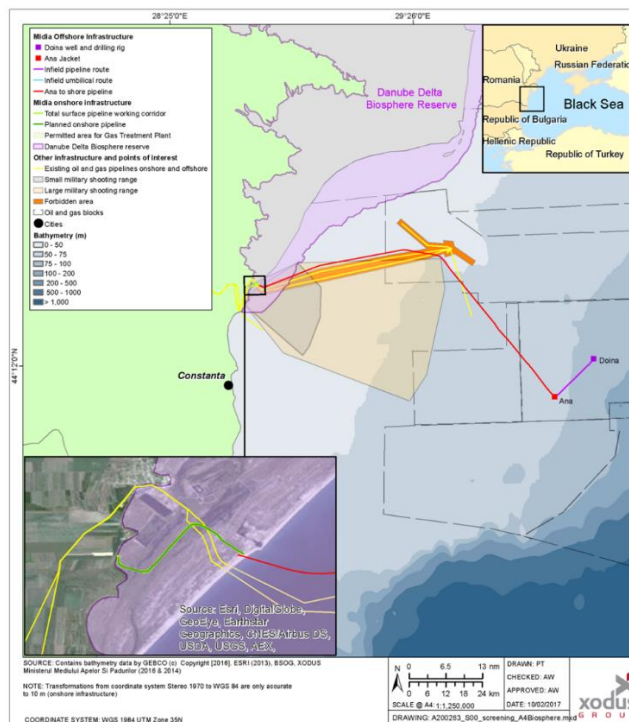 28°25'0"E
29°26'0"E
Midia Offshore Infrastructure
Doina well and drilling rig
Ana Jacket
Infield pipeline route
Infield umbilical route
Ana to shore pipeline
Midia onshore infrastructure
Total surface pipeline working corridor
Planned onshore pipeline
Permitted area for Gas Treatment Plant
Danube Delta Biosphere reserve
Other infrastructure and points of interest
Existing oil and gas pipelines onshore and offshore
Small military shooting range
Large military shooting range
Forbidden area
Oil and gas blocks
Cities
Bathymetry (m)
0 - 50
50 - 75
75 - 100
100 - 200
200 - 500
500 - 1000
> 1,000
Danube Delta
Biosphere Reserve
Ukraine
Russian Federatio
Romania
Black Sea
Republic of Bulgaria
Hellenic Republic
Republic of Turkey
44°12'0"N
Constanta
Doina
Ana
Source: Esri, DigitalGlobe,
GeoEye, Earthstar
Geographics, CNES/Airbus DS,
USDA, USGS, AEX,
SOURCE: Contains bathymetry data by GEBCO (c) Copyright [2016], ESRI (2013), BSOG, XODUS
Ministerul Mediului Apelor Si Padurilor (2016 & 2014)
NOTE: Transformations from coordinate system Stereo 1970 to WGS 84 are only accurate
to 10 m (onshore infrastructure)
COORDINATE SYSTEM: WGS 1984 UTM Zone 35N
N
0 6.5 13 nm
0 12 24 km
SCALE @ A4: 1:1,250,000
DRAWN: PT
CHECKED: AW
APPROVED: AW
DATE: 10/02/2017
DRAWING: A200283_S00_screening_A4Biosphere.mxd
xodus
GROUP